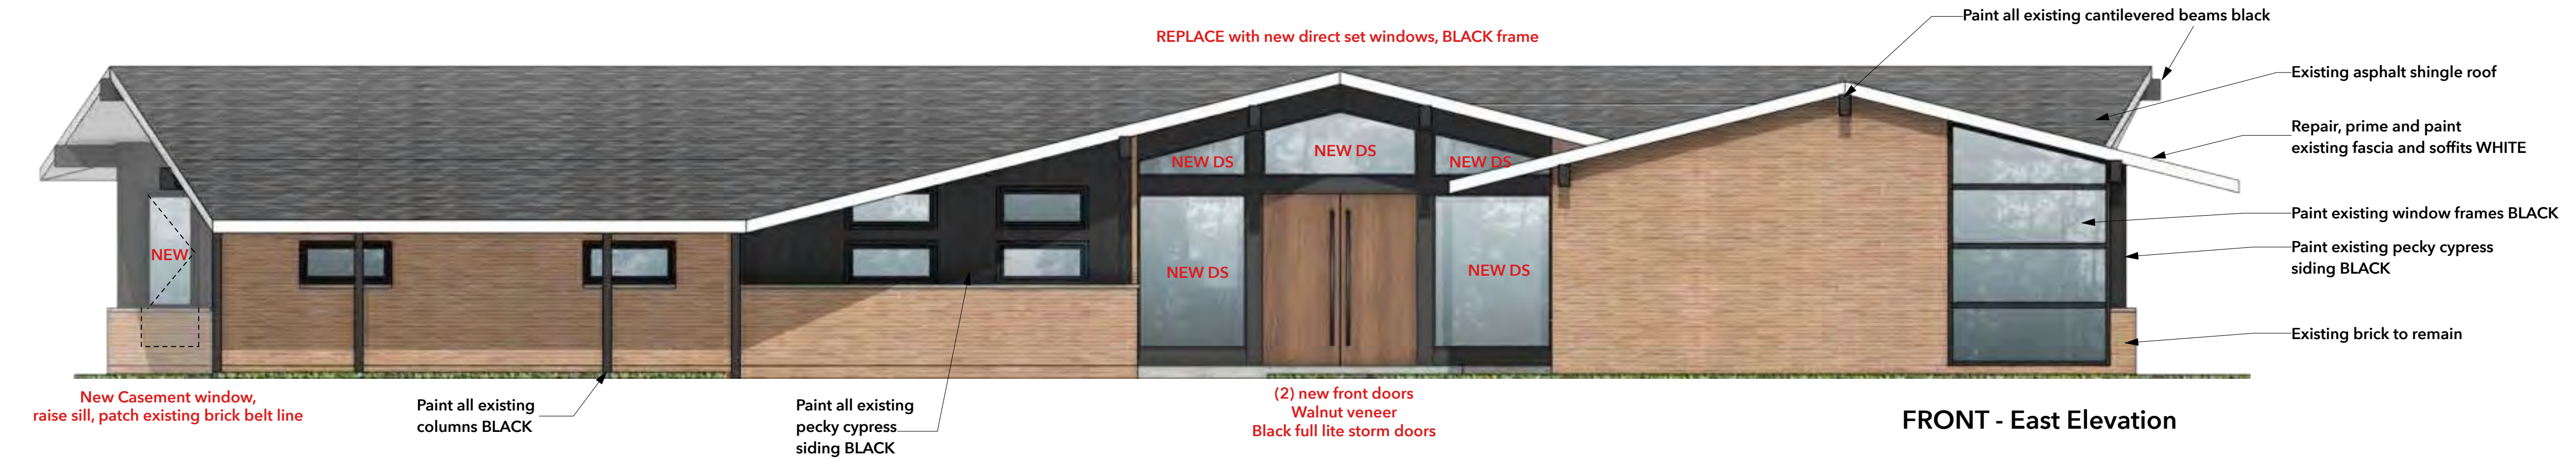 Paint all existing cantilevered beams black
REPLACE with new direct set windows, BLACK frame
Existing asphalt shingle roof
Repair, prime and paint
existing fascia and soffits WHITE
NEW DS
NEW DS
NEW DS
Paint existing window frames BLACK
NEW
Paint existing pecky cypress
siding BLACK
NEW DS
NEW DS
Existing brick to remain
New Casement window,
raise sill, patch existing brick belt line
Paint all existing
columns BLACK
Paint all existing
pecky cypress
siding BLACK
(2) new front doors
Walnut veneer
Black full lite storm doors
FRONT - East Elevation